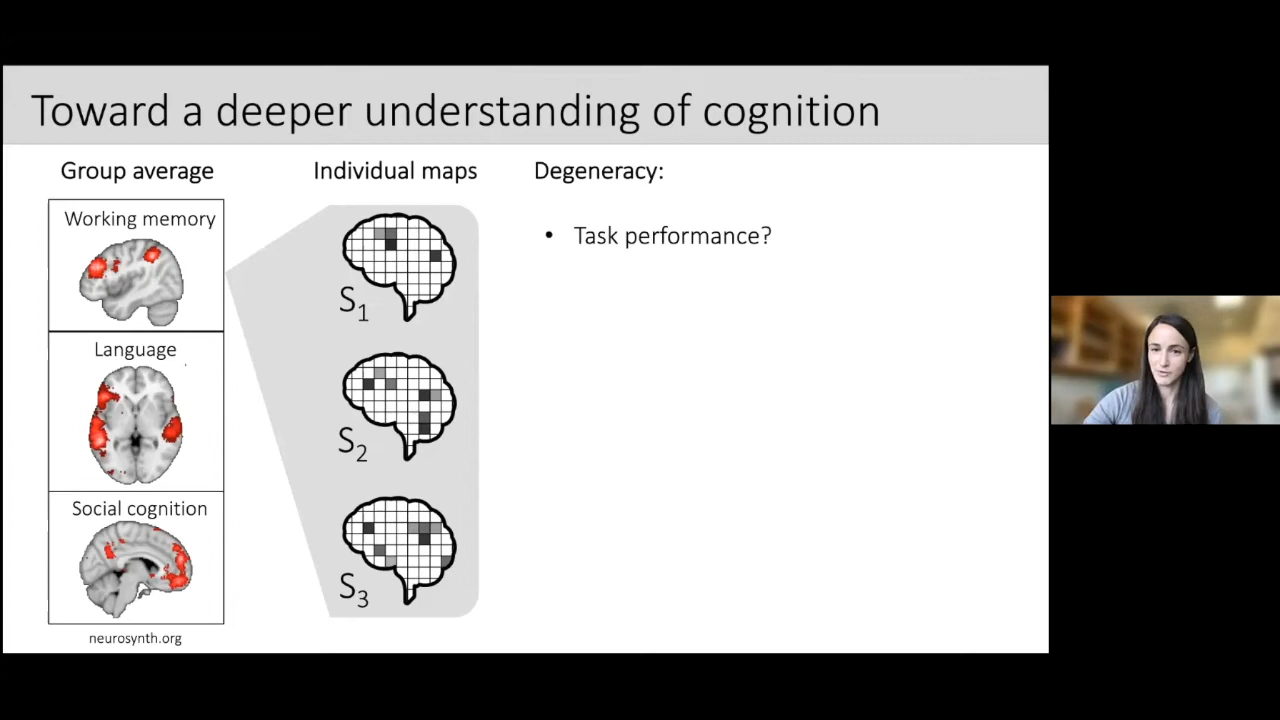 Toward a deeper understanding of cognition
Group average
Working memory
Language
Social cognition
neurosynth.org
Individual maps
S1
S2
S3
Degeneracy:
• Task performance?